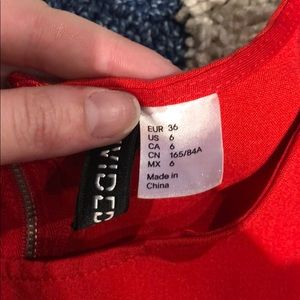 EUR 36
US 6
CA 6
CN 165/84A
MX 6
Made in
China